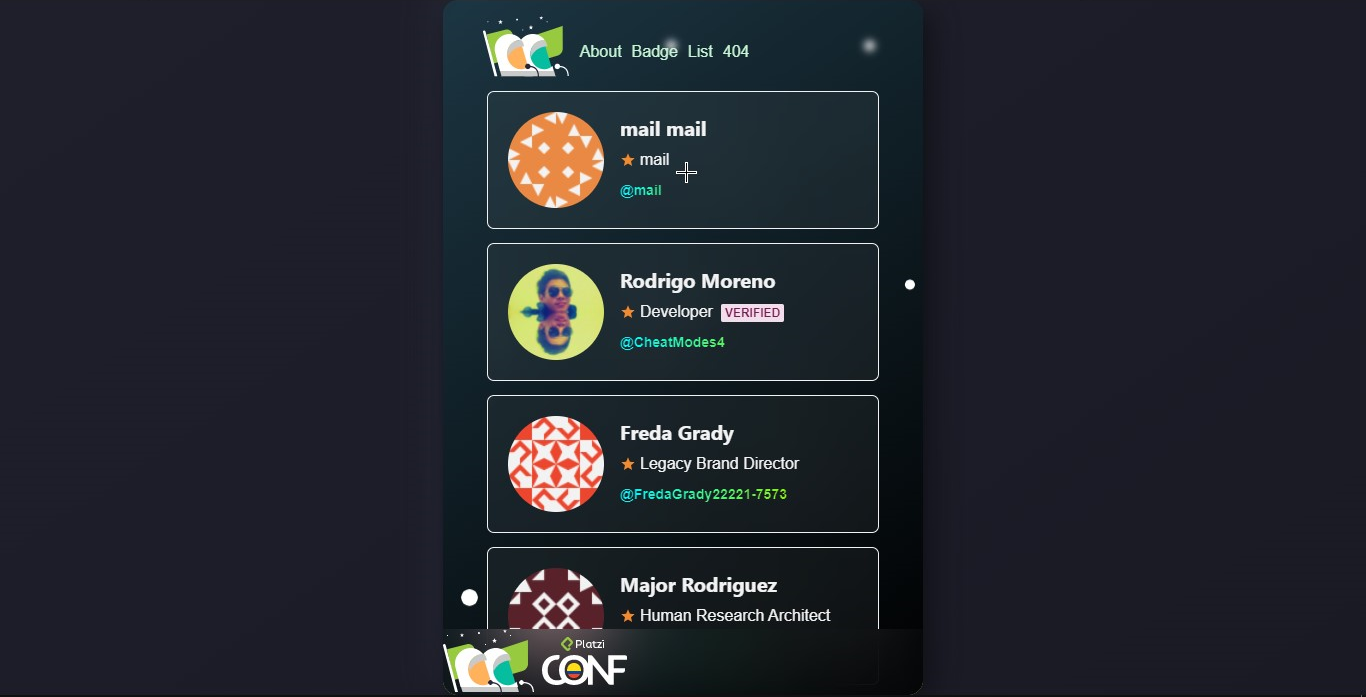 About Badge List 404
mail mail
mail
@mail
Rodrigo Moreno
Developer VERIFIED
@CheatModes4
Freda Grady
Legacy Brand Director
@FredaGrady22221-7573
Major Rodriguez
Human Research Architect
Platzi
CONF